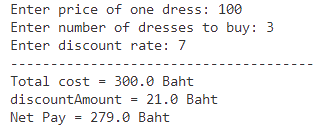 Enter price of one dress: 100
Enter number of dresses to buy: 3
Enter discount rate: 7
--------------------------------------
Total cost = 300.0 Baht
discountAmount = 21.0 Baht
Net Pay = 279.0 Baht